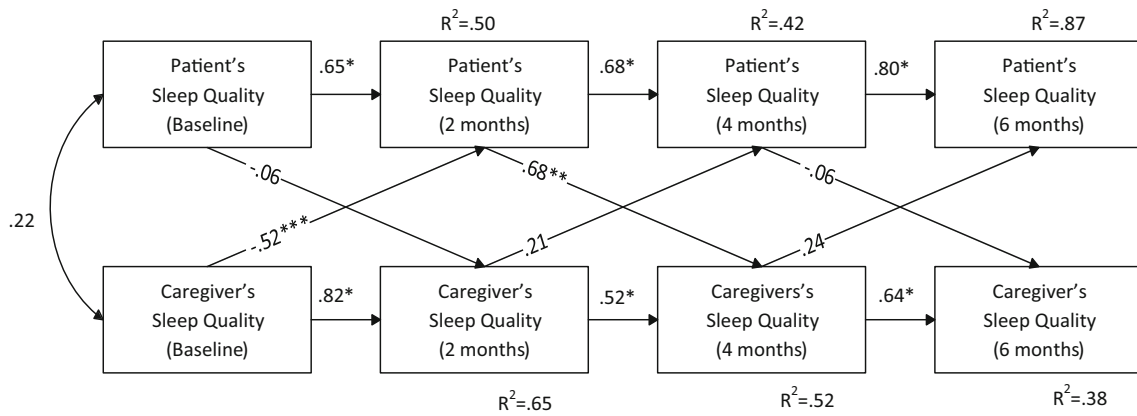 R²=.50
R²=.42
R²=.87
Patient's
Sleep Quality
(Baseline)
.65*
Patient's
Sleep Quality
(2 months)
.68*
Patient's
Sleep Quality
(4 months)
.80*
Patient's
Sleep Quality
(6 months)
-.06
-.52***
.68**
.21
-.06
-.24
.22
Caregiver's
Sleep Quality
(Baseline)
.82*
Caregiver's
Sleep Quality
(2 months)
.52*
Caregivers's
Sleep Quality
(4 months)
.64*
Caregiver's
Sleep Quality
(6 months)
R²=.65
R²=.52
R²=.38